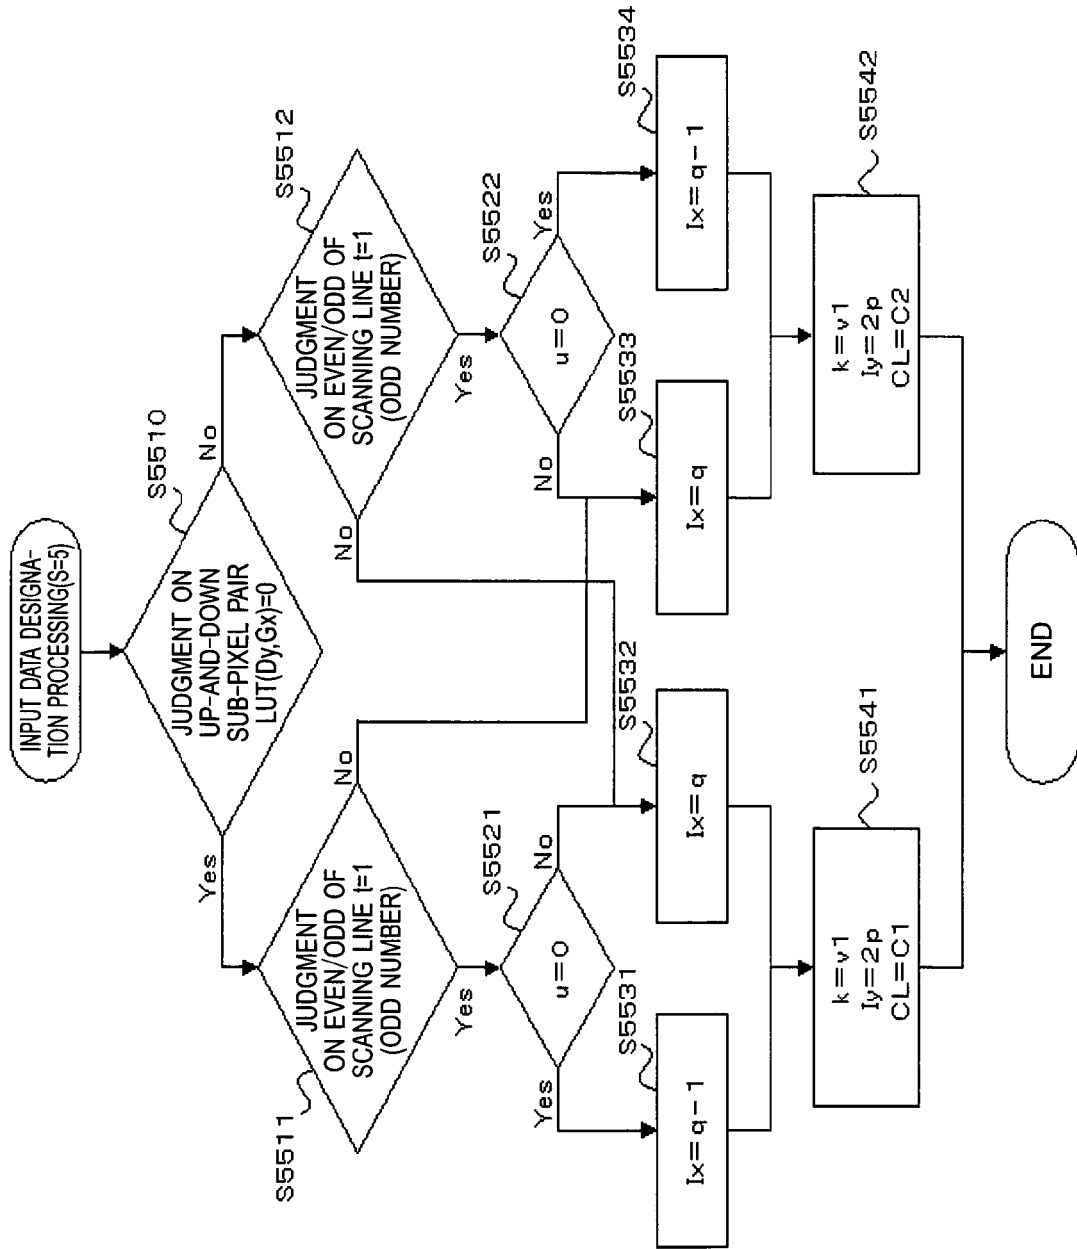 INPUT DATA DESIGNA-
TION PROCESSING(S=5)
S5510
JUDGMENT ON
UP-AND-DOWN
SUB-PIXEL PAIR
LUT(Dy,Gx)=0
Yes
No
S5511
JUDGMENT
ON EVEN/ODD OF
SCANNING LINE t=1
(ODD NUMBER)
No
Yes
S5512
JUDGMENT
ON EVEN/ODD OF
SCANNING LINE t=1
(ODD NUMBER)
No
Yes
S5521
u=0
Yes
No
S5522
u=0
No
Yes
S5531
Ix=q-1
S5532
Ix=q
S5533
Ix=q
S5534
Ix=q-1
S5541
k=v1
Iy=2p
CL=C1
S5542
k=v1
Iy=2p
CL=C2
END